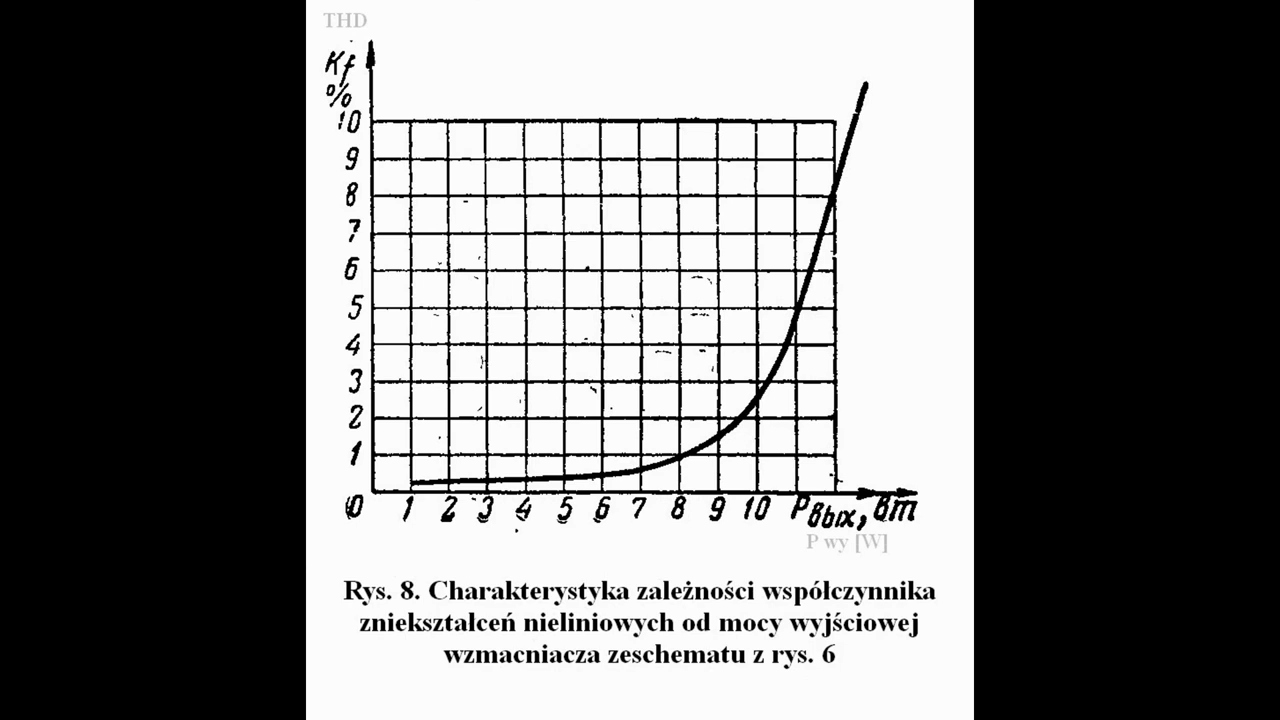 THD
Kf
%
10
9
8
7
6
5
4
3
2
1
0 1 2 3 4 5 6 7 8 9 10 Pвых, вт
P wy [W]
Rys. 8. Charakterystyka zależności współczynnika
zniekształceń nieliniowych od mocy wyjściowej
wzmacniacza zeschematu z rys. 6